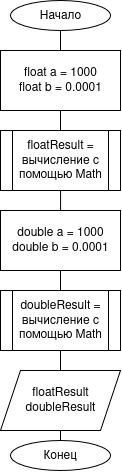 Начало
float a = 1000
float b = 0.0001
floatResult =
вычисление с
помощью Math
double a = 1000
double b = 0.0001
doubleResult =
вычисление с
помощью Math
floatResult
doubleResult
Конец